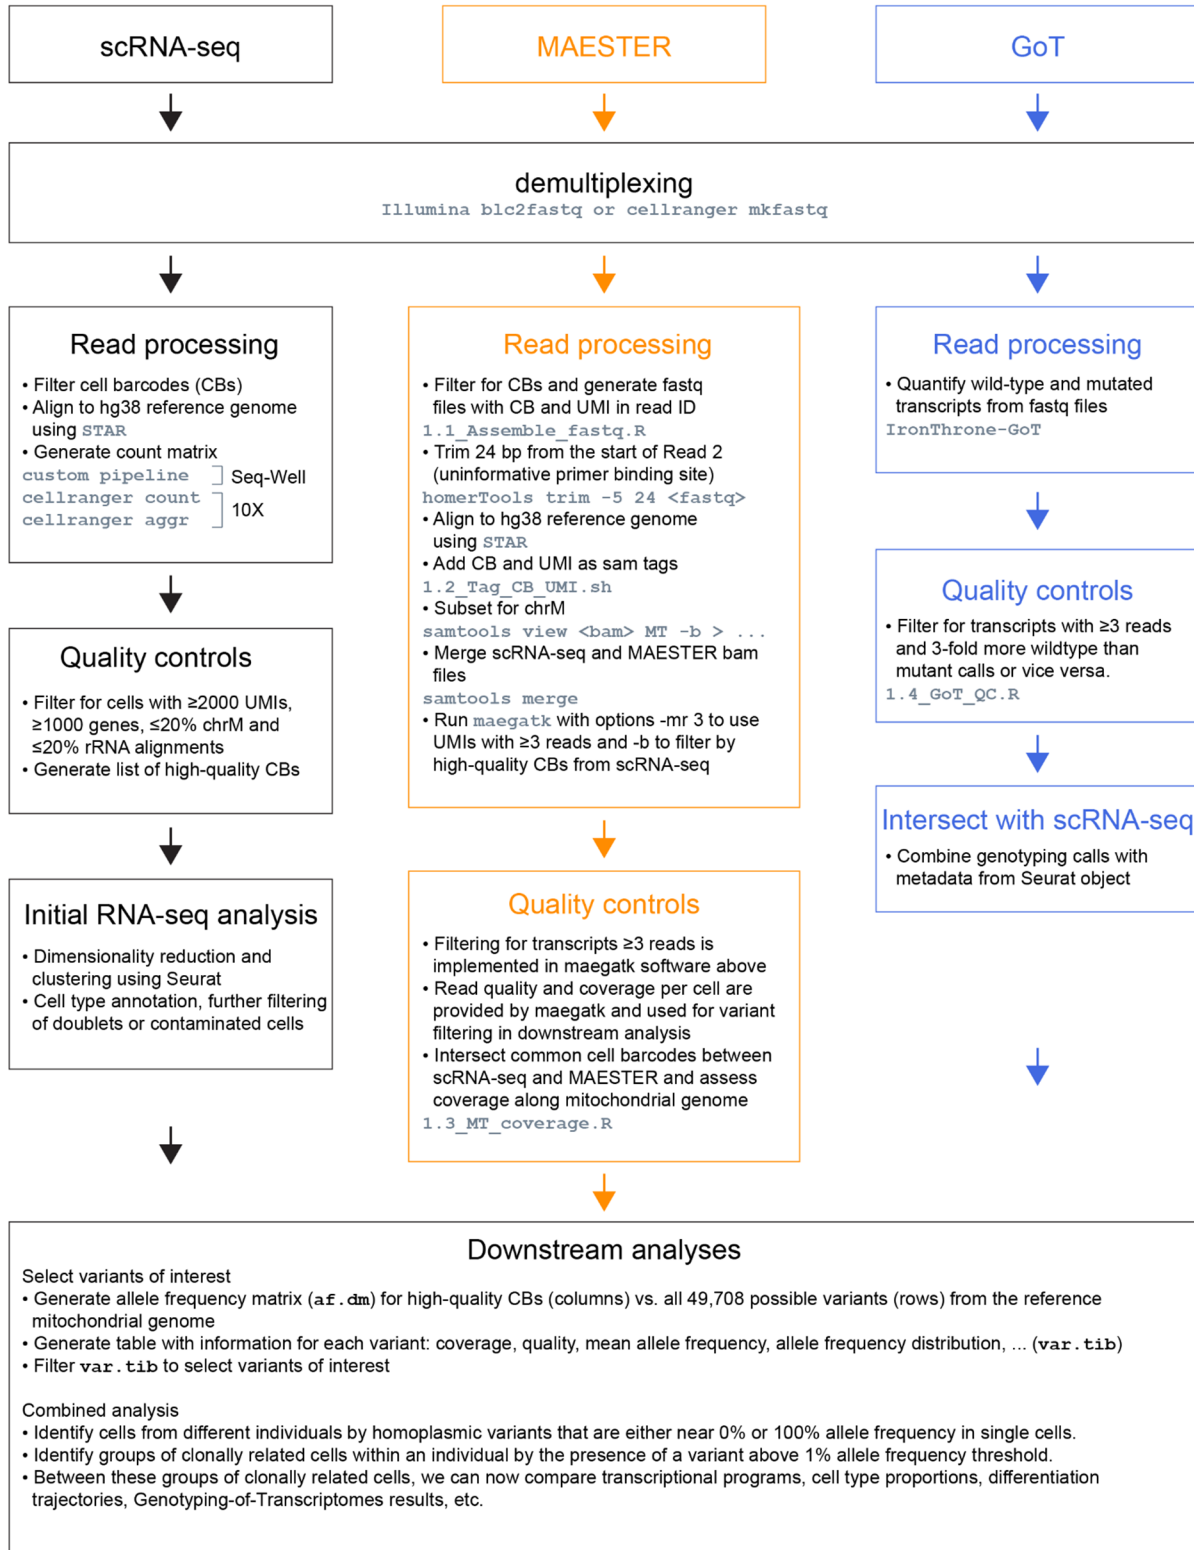 scRNA-seq
MAESTER
GoT
demultiplexing
Illumina blc2fastq or cellranger mkfastq
Read processing
• Filter cell barcodes (CBs)
• Align to hg38 reference genome
using STAR
• Generate count matrix
custom pipeline
Seq-Well
cellranger count
cellranger aggr
10X
Quality controls
• Filter for cells with ≥2000 UMIs,
≥1000 genes, ≤20% chrM and
≤20% rRNA alignments
• Generate list of high-quality CBs
Initial RNA-seq analysis
• Dimensionality reduction and
clustering using Seurat
• Cell type annotation, further filtering
of doublets or contaminated cells
Read processing
• Filter for CBs and generate fastq
files with CB and UMI in read ID
1.1_Assemble_fastq.R
• Trim 24 bp from the start of Read 2
(uninformative primer binding site)
homerTools trim -5 24 <fastq>
• Align to hg38 reference genome
using STAR
• Add CB and UMI as sam tags
1.2_Tag_CB_UMI.sh
• Subset for chrM
samtools view <bam> MT -b > ...
• Merge scRNA-seq and MAESTER bam
files
samtools merge
• Run maegatk with options -mr 3 to use
UMIs with ≥3 reads and -b to filter by
high-quality CBs from scRNA-seq
Quality controls
• Filtering for transcripts ≥3 reads is
implemented in maegatk software above
• Read quality and coverage per cell are
provided by maegatk and used for variant
filtering in downstream analysis
• Intersect common cell barcodes between
scRNA-seq and MAESTER and assess
coverage along mitochondrial genome
1.3_MT_coverage.R
Read processing
• Quantify wild-type and mutated
transcripts from fastq files
IronThrone-GoT
Quality controls
• Filter for transcripts with ≥3 reads
and 3-fold more wildtype than
mutant calls or vice versa.
1.4_GoT_QC.R
Intersect with scRNA-seq
• Combine genotyping calls with
metadata from Seurat object
Downstream analyses
Select variants of interest
• Generate allele frequency matrix (af.dm) for high-quality CBs (columns) vs. all 49,708 possible variants (rows) from the reference
mitochondrial genome
• Generate table with information for each variant: coverage, quality, mean allele frequency, allele frequency distribution, ... (var.tib)
• Filter var.tib to select variants of interest
Combined analysis
• Identify cells from different individuals by homoplasmic variants that are either near 0% or 100% allele frequency in single cells.
• Identify groups of clonally related cells within an individual by the presence of a variant above 1% allele frequency threshold.
• Between these groups of clonally related cells, we can now compare transcriptional programs, cell type proportions, differentiation
trajectories, Genotyping-of-Transcriptomes results, etc.